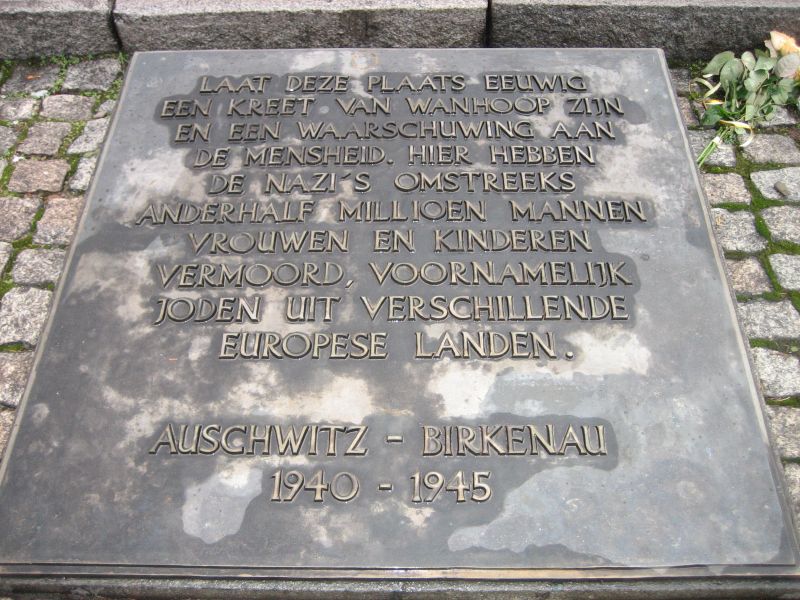 LAAT DEZE PLAATS EEUWIG
EEN KREET VAN WANHOOP ZIJN
EN EEN WAARSCHUWING AAN
DE MENSHEID. HIER HEBBEN
DE NAZI´S OMSTREEKS
ANDERHALF MILLIOEN MANNEN
VROUWEN EN KINDEREN
VERMOORD, VOORNAMELIJK
JODEN UIT VERSCHILLENDE
EUROPESE LANDEN.
AUSCHWITZ - BIRKENAU
1940 - 1945